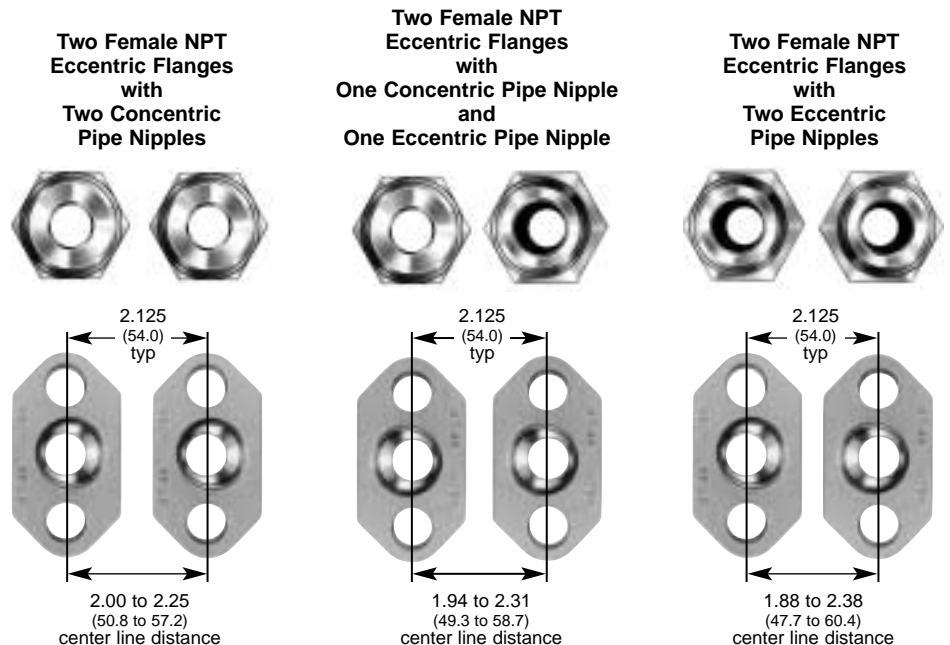 Two Female NPT
Eccentric Flanges
with
Two Concentric
Pipe Nipples
Two Female NPT
Eccentric Flanges
with
One Concentric Pipe Nipple
and
One Eccentric Pipe Nipple
Two Female NPT
Eccentric Flanges
with
Two Eccentric
Pipe Nipples
2.125
(54.0)
typ
2.125
(54.0)
typ
2.125
(54.0)
typ
2.00 to 2.25
(50.8 to 57.2)
center line distance
1.94 to 2.31
(49.3 to 58.7)
center line distance
1.88 to 2.38
(47.7 to 60.4)
center line distance